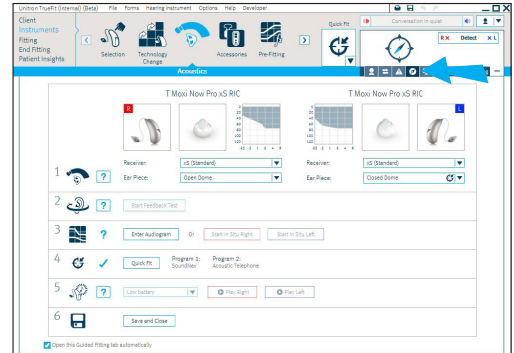 Unitron TrueFit (Internal) (Beta) File Forms Hearing Instrument Options Help Developer
Client
Instruments
Fitting
End Fitting
Patient Insights
Selection
Technology Change
Acoustics
Accessories
Pre-Fitting
Quick Fit
Conversation in quiet
R X Detect X L
T Moxi Now Pro xS RIC
T Moxi Now Pro xS RIC
R
L
Receiver: xS (Standard)
Receiver: xS (Standard)
1 ? Ear Piece: Open Dome
Ear Piece: Closed Dome
2 ? Start Feedback Test
3 ? Enter Audiogram Or Start In Situ Right Start In Situ Left
4 Quick Fit Program 1: SoundNav Program 2: Acoustic Telephone
5 ? Low battery Play Right Play Left
6 Save and Close
Open this Guided Fitting tab automatically